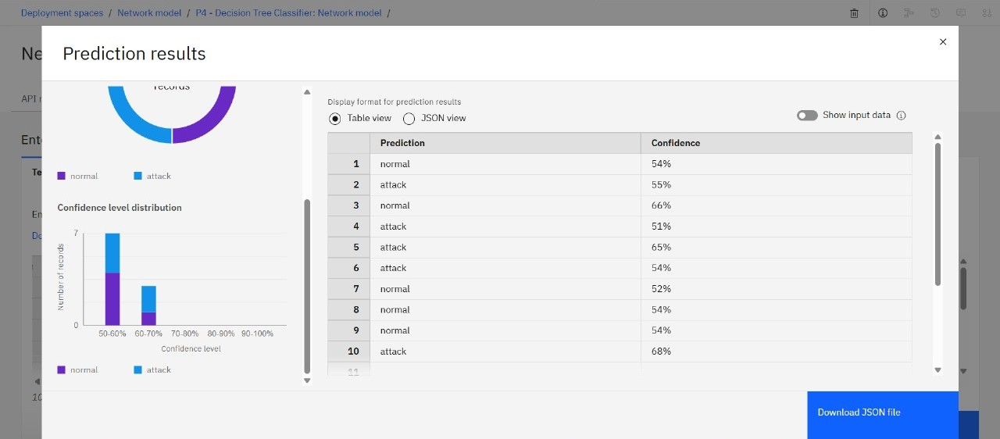 Deployment spaces / Network model / P4 - Decision Tree Classifier: Network model /
Ne
Prediction results
API r
records
Display format for prediction results
Table view JSON view
Show input data
Ente
Te
normal attack
Confidence level distribution
En
Do
7
Number of records
0
50-60% 60-70% 70-80% 80-90% 90-100%
Confidence level
normal attack
10
Prediction Confidence
1 normal 54%
2 attack 55%
3 normal 66%
4 attack 51%
5 attack 65%
6 attack 54%
7 normal 52%
8 normal 54%
9 normal 54%
10 attack 68%
11
Download JSON file